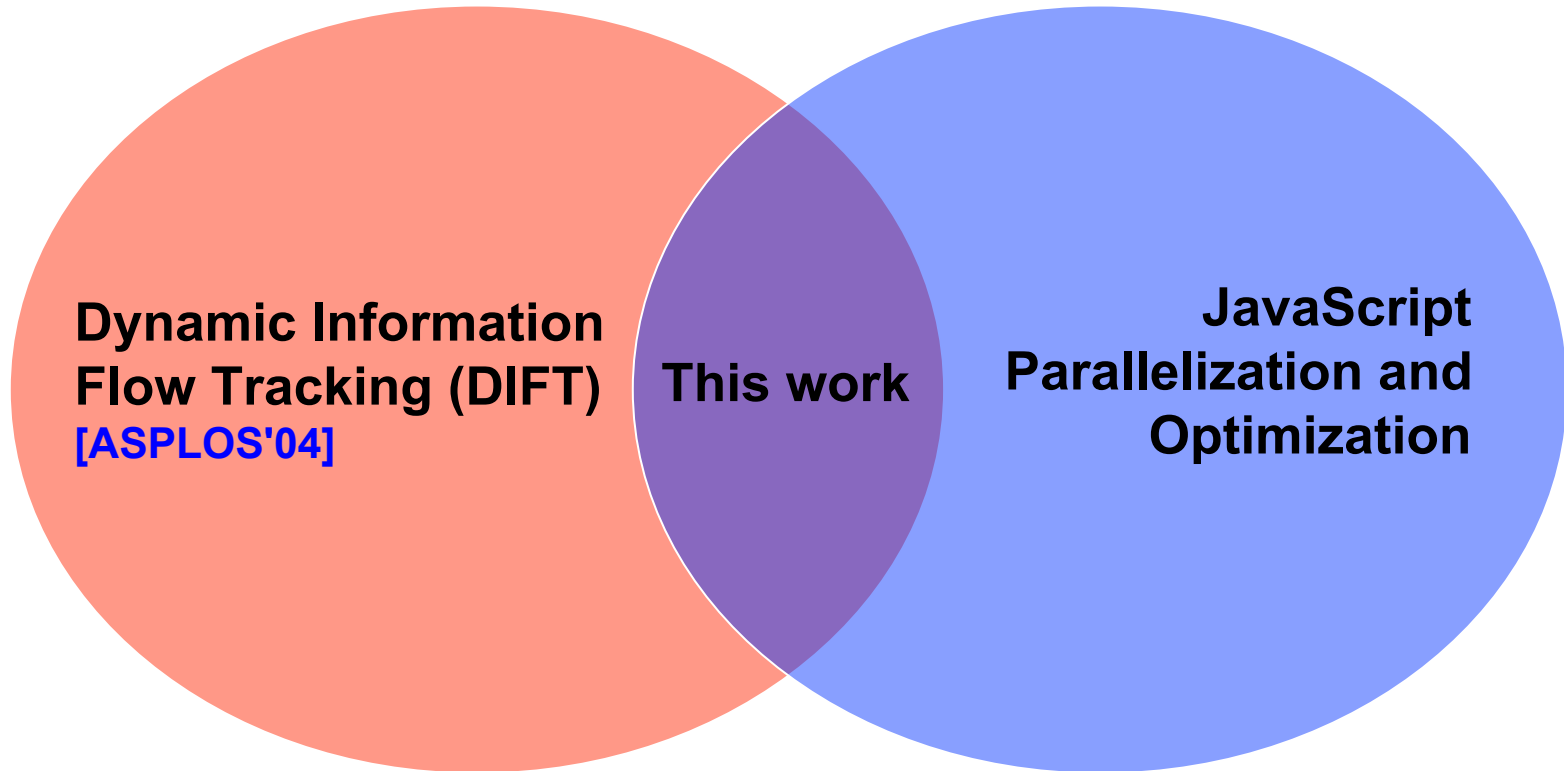 Dynamic Information
Flow Tracking (DIFT)
[ASPLOS'04]
This work
JavaScript
Parallelization and
Optimization